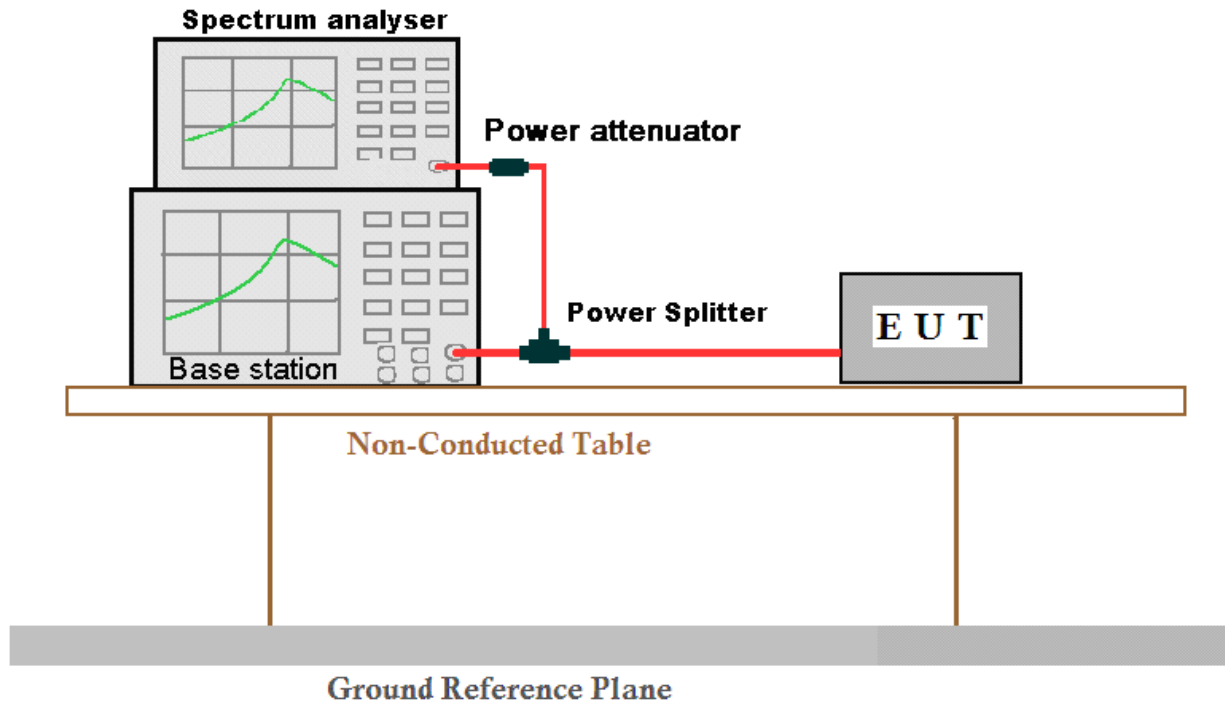 Spectrum analyser
Power attenuator
Power Splitter
E U T
Base station
Non-Conducted Table
Ground Reference Plane